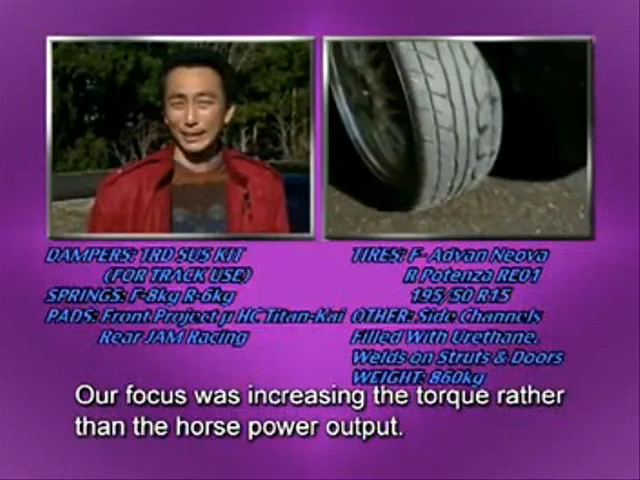 DAMPERS: TRD SUS KIT
(FOR TRACK USE)
SPRINGS: F-8kg R-6kg
PADS: Front Project μ HC Titan-Kai
Rear JAM Racing
TIRES: F- Advan Neova
R Potenza RE01
195/50 R15
OTHER: Side Channels
Filled With Urethane.
Welds on Struts & Doors
WEIGHT: 860kg
Our focus was increasing the torque rather
than the horse power output.